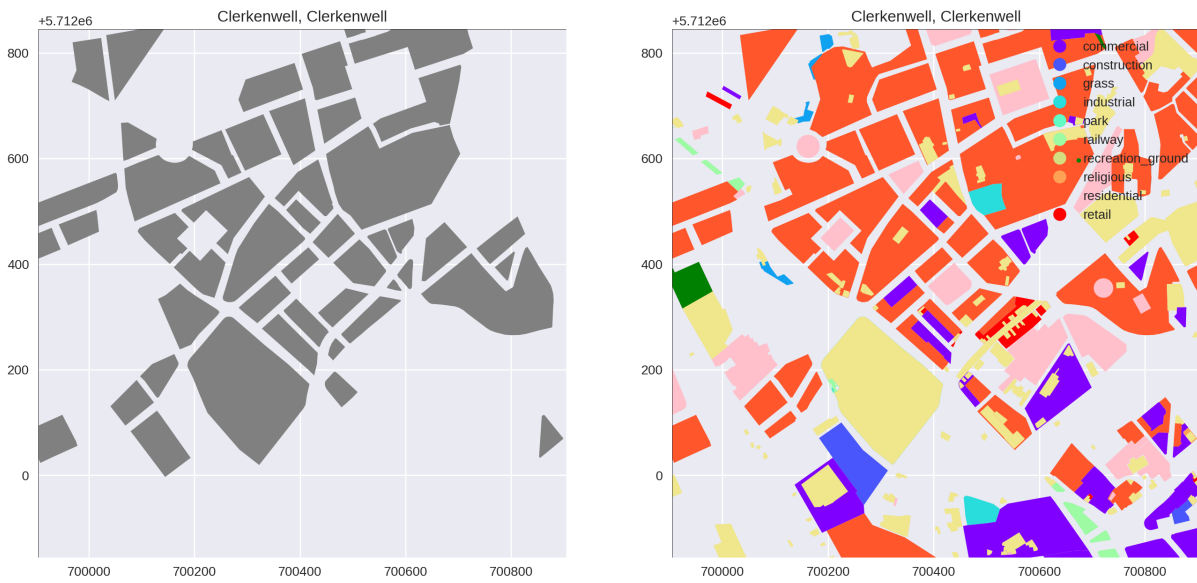 Clerkenwell, Clerkenwell
+5.712e6
800
600
400
200
0
700000
700200
700400
700600
700800
Clerkenwell, Clerkenwell
+5.712e6
commercial
construction
grass
industrial
park
railway
recreation_ground
religious
residential
retail
800
600
400
200
0
700000
700200
700400
700600
700800